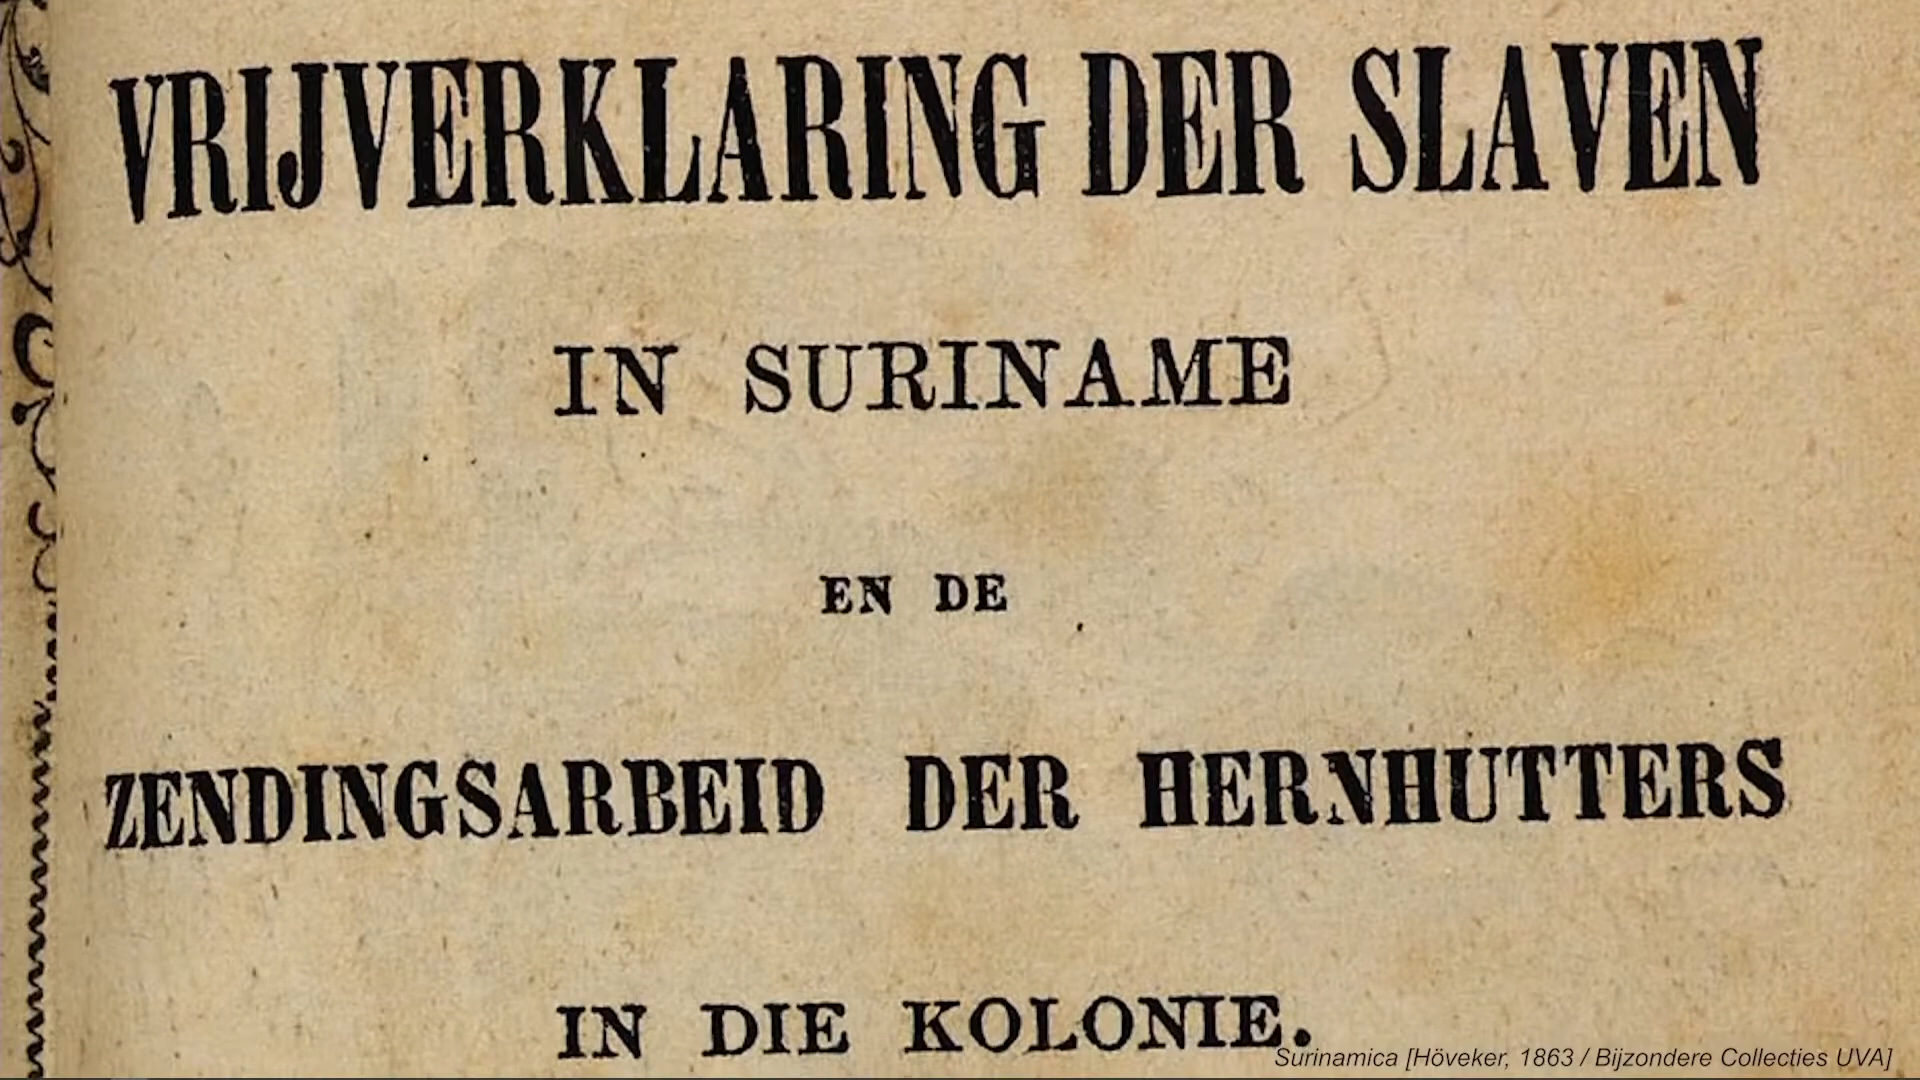 VRIJVERKLARING DER SLAVEN
IN SURINAME
EN DE
ZENDINGSARBEID DER HERNHUTTERS
IN DIE KOLONIE.
Surinamica [Höveker, 1863 / Bijzondere Collecties UVA]